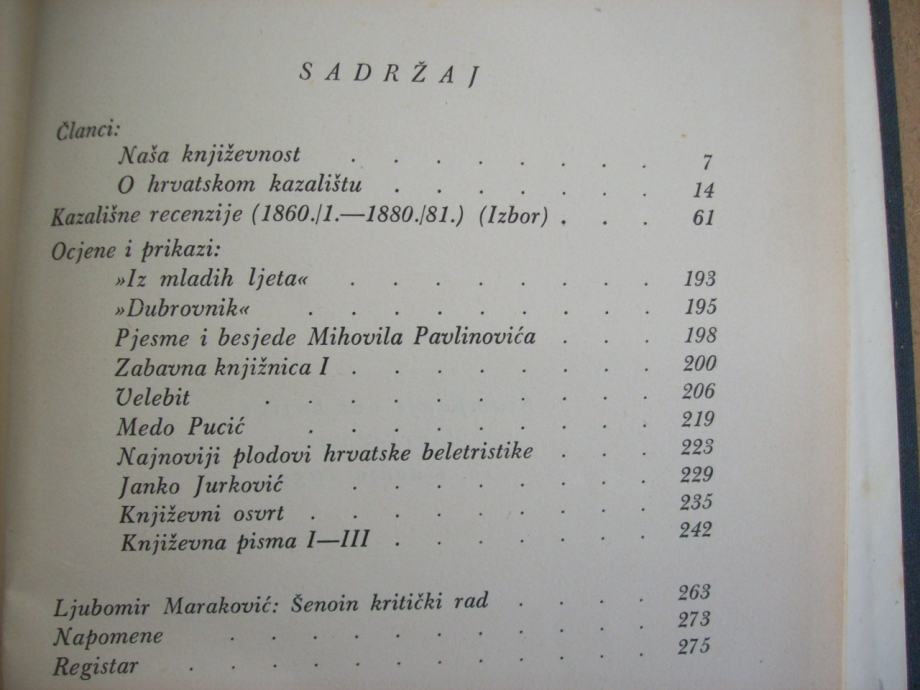 SADRŽAJ
Članci:
Naša književnost . . . . . . . 7
O hrvatskom kazalištu . . . . . . 14
Kazališne recenzije (1860./1.—1880./81.) (Izbor) . . . 61
Ocjene i prikazi:
»Iz mladih ljeta« . . . . . . . . 193
»Dubrovnik« . . . . . . . . . 195
Pjesme i besjede Mihovila Pavlinovića . . . 198
Zabavna knjižnica I . . . . . . . . 200
Velebit . . . . . . . . . . 206
Medo Pucić . . . . . . . . . 219
Najnoviji plodovi hrvatske beletristike . . . 223
Janko Jurković . . . . . . . 229
Književni osvrt . . . . . . . . . 235
Književna pisma I—III . . . . . . . 242
Ljubomir Maraković: Šenoin kritički rad . . . . 263
Napomene . . . . . . . . . . . 273
Registar . . . . . . . . . . . . 275